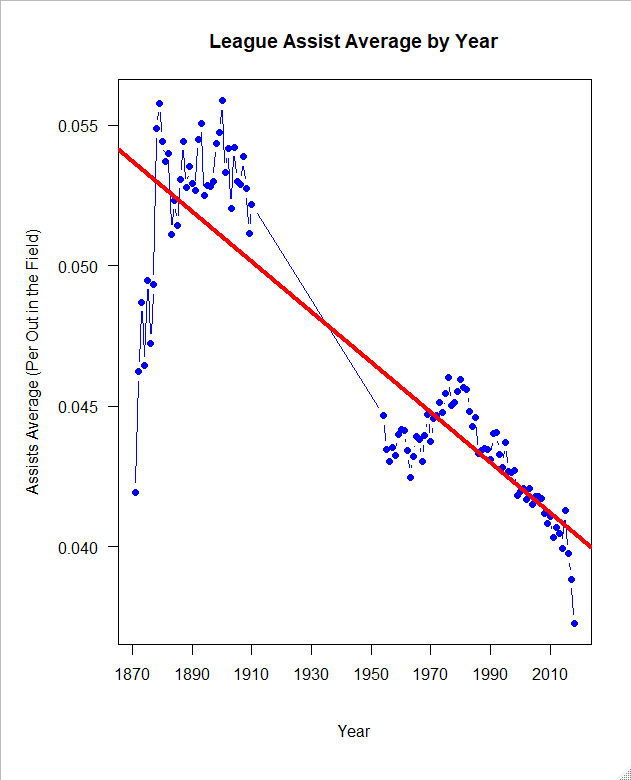 League Assist Average by Year
Assists Average (Per Out in the Field)
0.055
0.050
0.045
0.040
1870 1890 1910 1930 1950 1970 1990 2010
Year